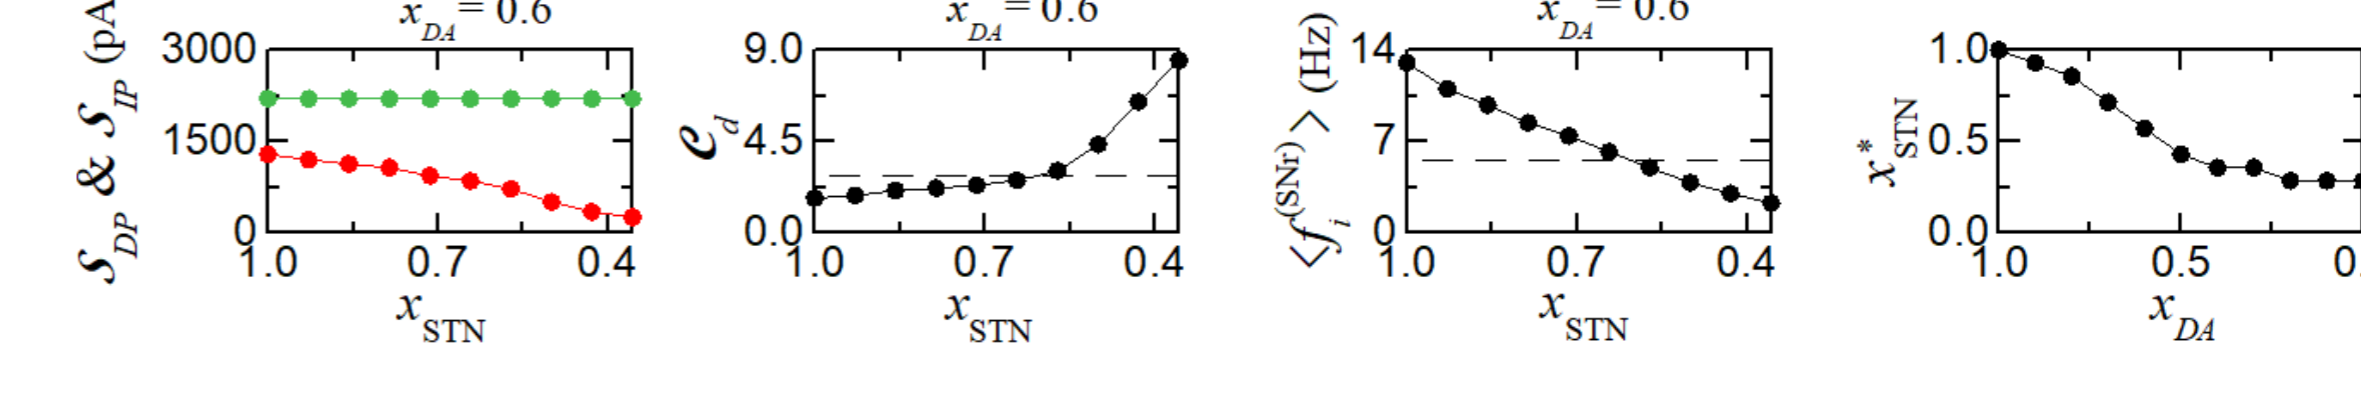 x_DA = 0.6
x_DA = 0.6
x_DA = 0.6
S_DP & S_IP (pA
3000
1500
0
1.0 0.7 0.4
x_STN
C_d
9.0
4.5
0.0
1.0 0.7 0.4
x_STN
<f_i^(SNr)> (Hz)
14
7
0
1.0 0.7 0.4
x_STN
x*_STN
1.0
0.5
0.0
1.0 0.5 0.
x_DA